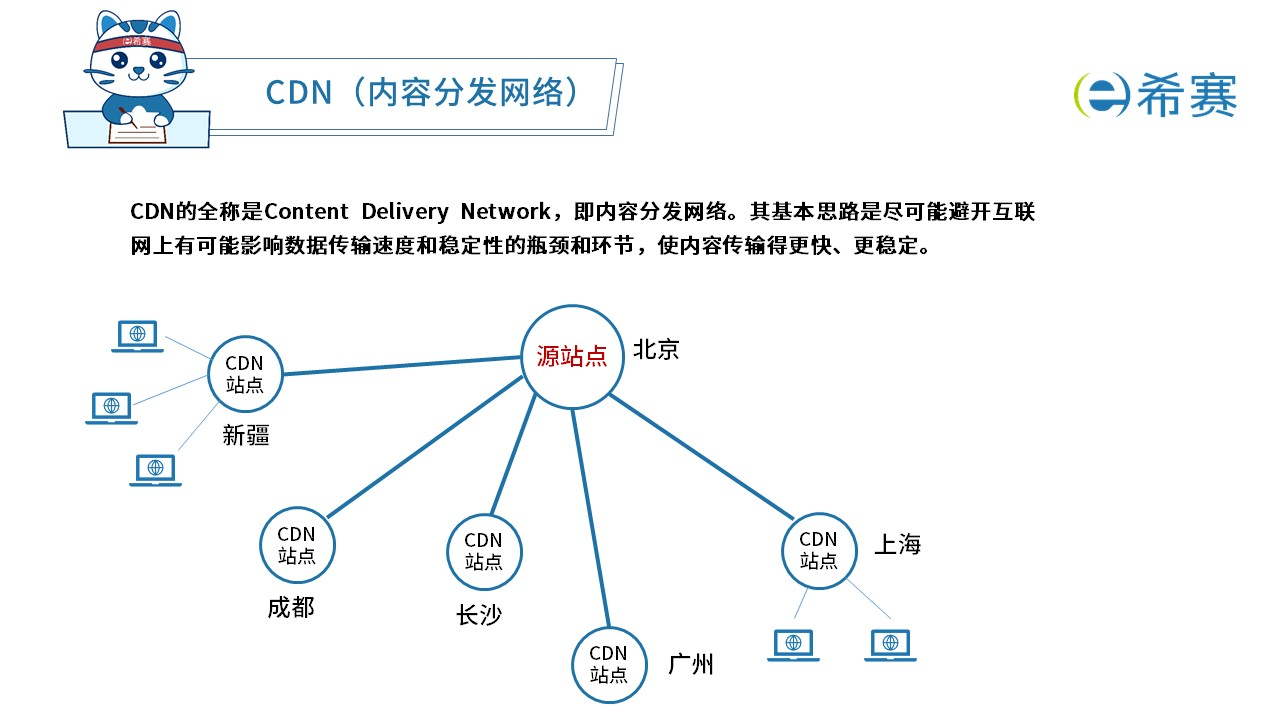 希赛
CDN（内容分发网络）
希赛
CDN的全称是Content Delivery Network，即内容分发网络。其基本思路是尽可能避开互联
网上有可能影响数据传输速度和稳定性的瓶颈和环节，使内容传输得更快、更稳定。
源站点
北京
CDN
站点
新疆
CDN
站点
成都
CDN
站点
长沙
CDN
站点
广州
CDN
站点
上海